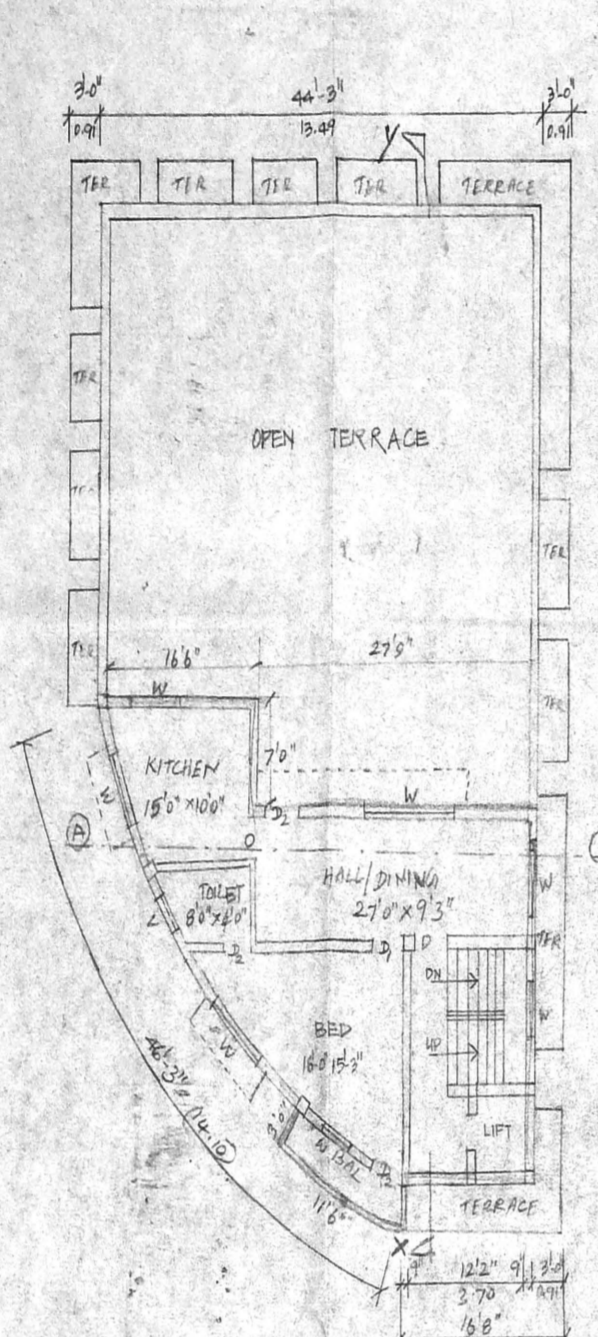 3'-0" 44'-3" 3'-0"
0.91 13.49 0.91
Y
TER TER TER TER TERRACE
TER
OPEN TERRACE
TER
TER
16'6" 27'9"
TER
W
KITCHEN
15'0" x10'0"
7'0"
W
D2
A
O
HALL/DINING
27'0" x 9'3"
W
TOILET
8'0"x4'0"
V
D2
D1
D
TER
DN
W
BED
16'-0" 15'-3"
UP
W
46'-3" (14.10)
3'-0"
LIFT
W BAL
D2
11'6"
TERRACE
X
9" 12'2" 9" 3'-0"
3.70 0.91
16'8"